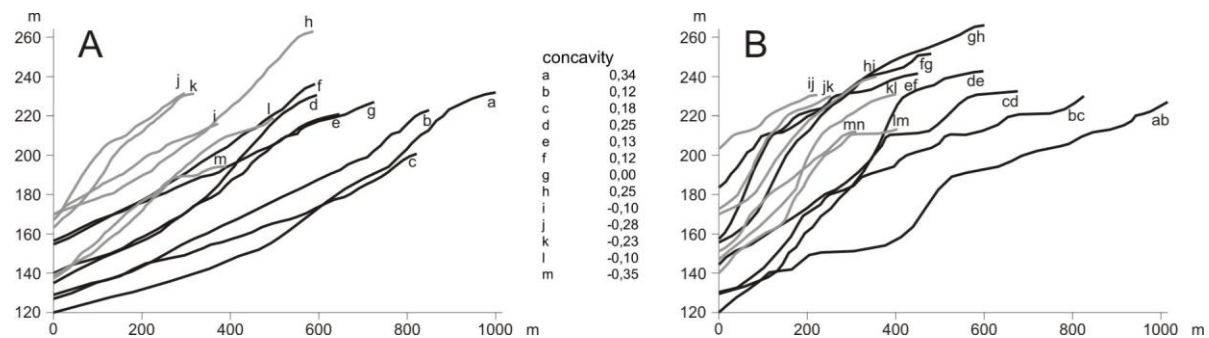 m
260
240
220
200
180
160
140
120
0 200 400 600 800 1000 m
A
h
j
k
i
l
f
d
e
g
b
a
m
c
concavity
a 0,34
b 0,12
c 0,18
d 0,25
e 0,13
f 0,12
g 0,00
h 0,25
i -0,10
j -0,28
k -0,23
l -0,10
m -0,35
m
260
240
220
200
180
160
140
120
0 200 400 600 800 1000 m
B
gh
hi
fg
ij
jk
kl
ef
de
cd
bc
ab
mn
lm